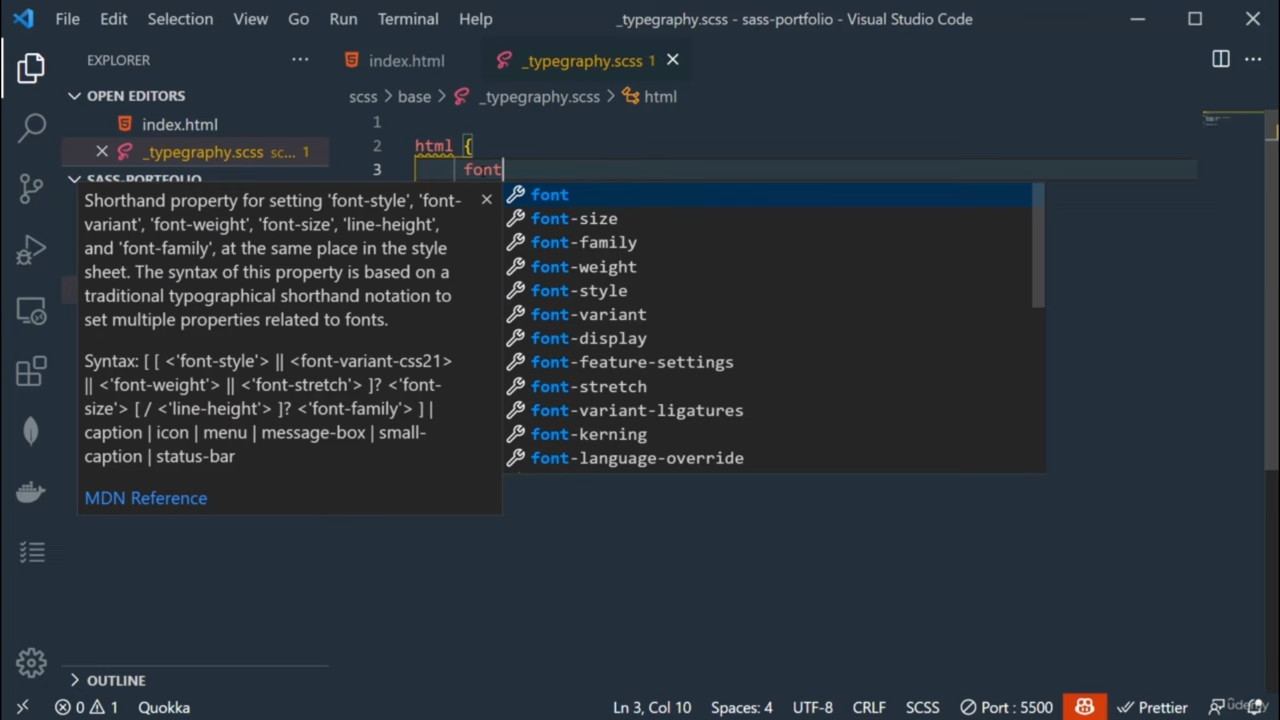 File Edit Selection View Go Run Terminal Help _typegraphy.scss - sass-portfolio - Visual Studio Code
EXPLORER
index.html _typegraphy.scss 1
OPEN EDITORS
scss > base > _typegraphy.scss > html
index.html
_typegraphy.scss sc... 1
SASS-PORTFOLIO
1
2 html {
3 font
Shorthand property for setting 'font-style', 'font-
variant', 'font-weight', 'font-size', 'line-height',
and 'font-family', at the same place in the style
sheet. The syntax of this property is based on a
traditional typographical shorthand notation to
set multiple properties related to fonts.
Syntax: [ [ <'font-style'> || <font-variant-css21>
|| <'font-weight'> || <'font-stretch'> ]? <'font-
size'> [ / <'line-height'> ]? <'font-family'> ] |
caption | icon | menu | message-box | small-
caption | status-bar
MDN Reference
font
font-size
font-family
font-weight
font-style
font-variant
font-display
font-feature-settings
font-stretch
font-variant-ligatures
font-kerning
font-language-override
OUTLINE
0 1 Quokka Ln 3, Col 10 Spaces: 4 UTF-8 CRLF SCSS Port : 5500 Prettier
udemy